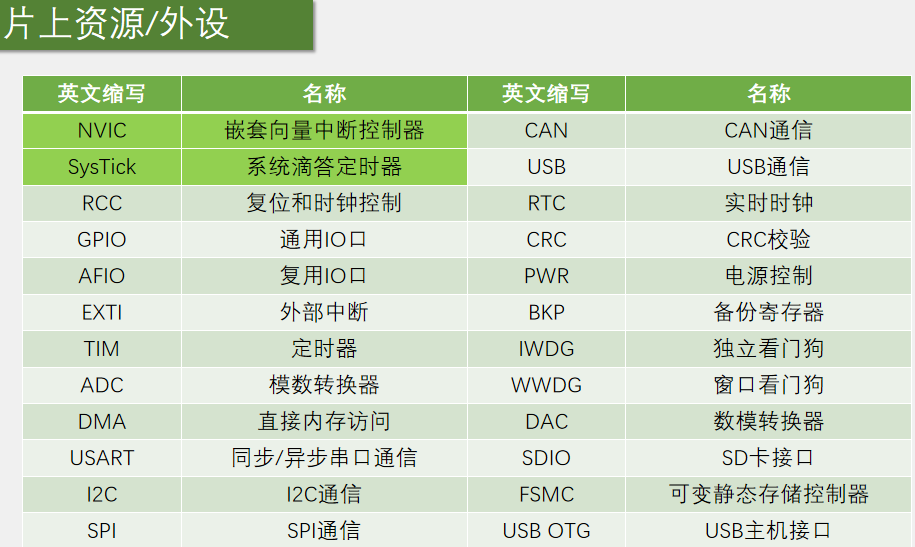 片上资源/外设
英文缩写 名称 英文缩写 名称
NVIC 嵌套向量中断控制器 CAN CAN通信
SysTick 系统滴答定时器 USB USB通信
RCC 复位和时钟控制 RTC 实时时钟
GPIO 通用IO口 CRC CRC校验
AFIO 复用IO口 PWR 电源控制
EXTI 外部中断 BKP 备份寄存器
TIM 定时器 IWDG 独立看门狗
ADC 模数转换器 WWDG 窗口看门狗
DMA 直接内存访问 DAC 数模转换器
USART 同步/异步串口通信 SDIO SD卡接口
I2C I2C通信 FSMC 可变静态存储控制器
SPI SPI通信 USB OTG USB主机接口